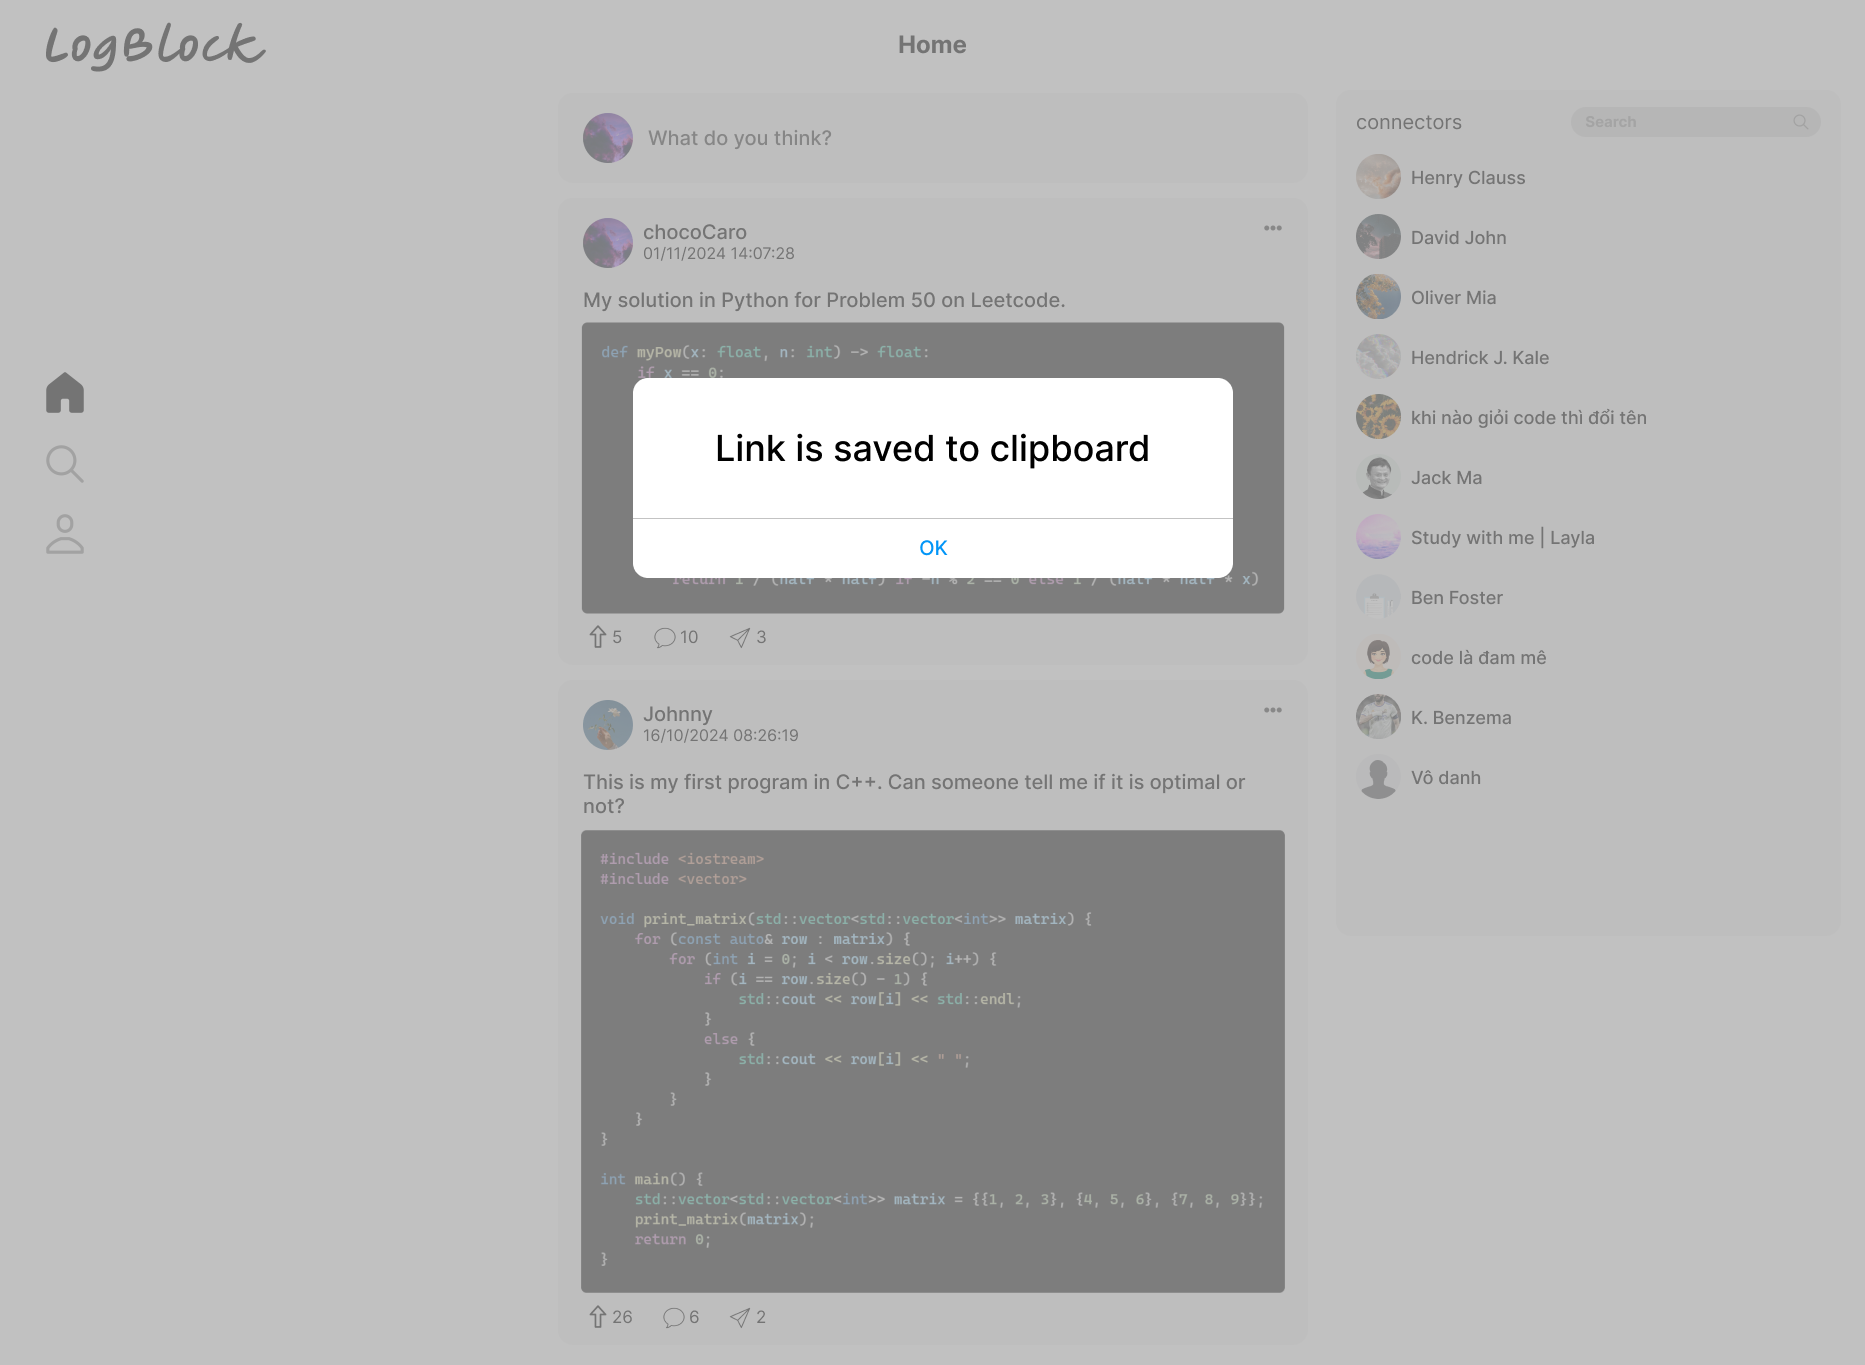 LogBlock
Home
What do you think?
chocoCaro
01/11/2024 14:07:28
My solution in Python for Problem 50 on Leetcode.
def myPow(x: float, n: int) -> float:
if x == 0:
Link is saved to clipboard
OK
return 1 / (half * half) if -n % 2 == 0 else 1 / (half * half * x)
5
10
3
Johnny
16/10/2024 08:26:19
This is my first program in C++. Can someone tell me if it is optimal or
not?
#include <iostream>
#include <vector>
void print_matrix(std::vector<std::vector<int>> matrix) {
for (const auto& row : matrix) {
for (int i = 0; i < row.size(); i++) {
if (i == row.size() - 1) {
std::cout << row[i] << std::endl;
}
else {
std::cout << row[i] << " ";
}
}
}
}
int main() {
std::vector<std::vector<int>> matrix = {{1, 2, 3}, {4, 5, 6}, {7, 8, 9}};
print_matrix(matrix);
return 0;
}
26
6
2
connectors
Search
Henry Clauss
David John
Oliver Mia
Hendrick J. Kale
khi nào giỏi code thì đổi tên
Jack Ma
Study with me | Layla
Ben Foster
code là đam mê
K. Benzema
Vô danh